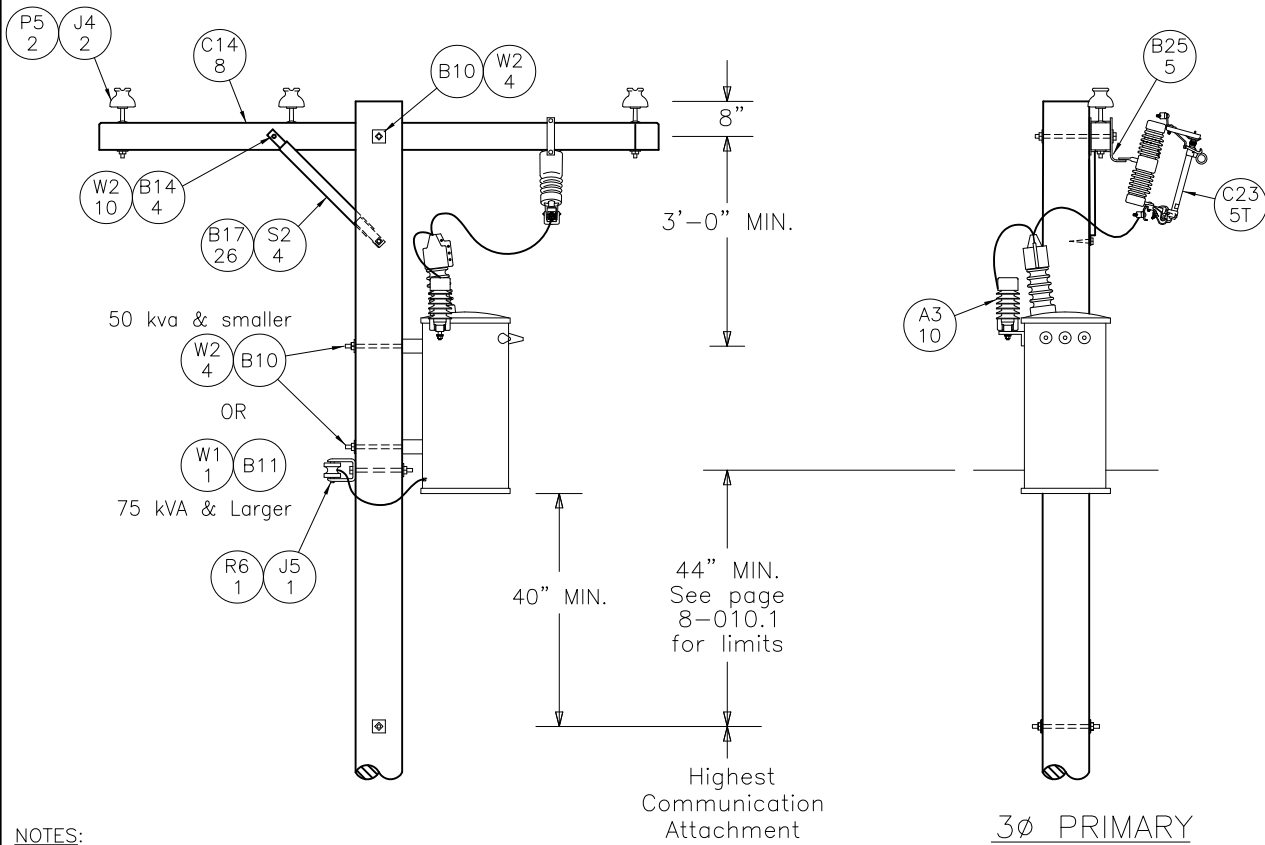 P5 2
J4 2
C14 8
B10
W2 4
8"
B25 5
W2 10
B14 4
B17 26
S2 4
3'-0" MIN.
C23 5T
A3 10
50 kva & smaller
W2 4
B10
OR
W1 1
B11
75 kVA & Larger
R6 1
J5 1
40" MIN.
44" MIN.
See page
8-010.1
for limits
Highest
Communication
Attachment
NOTES:
3ø PRIMARY